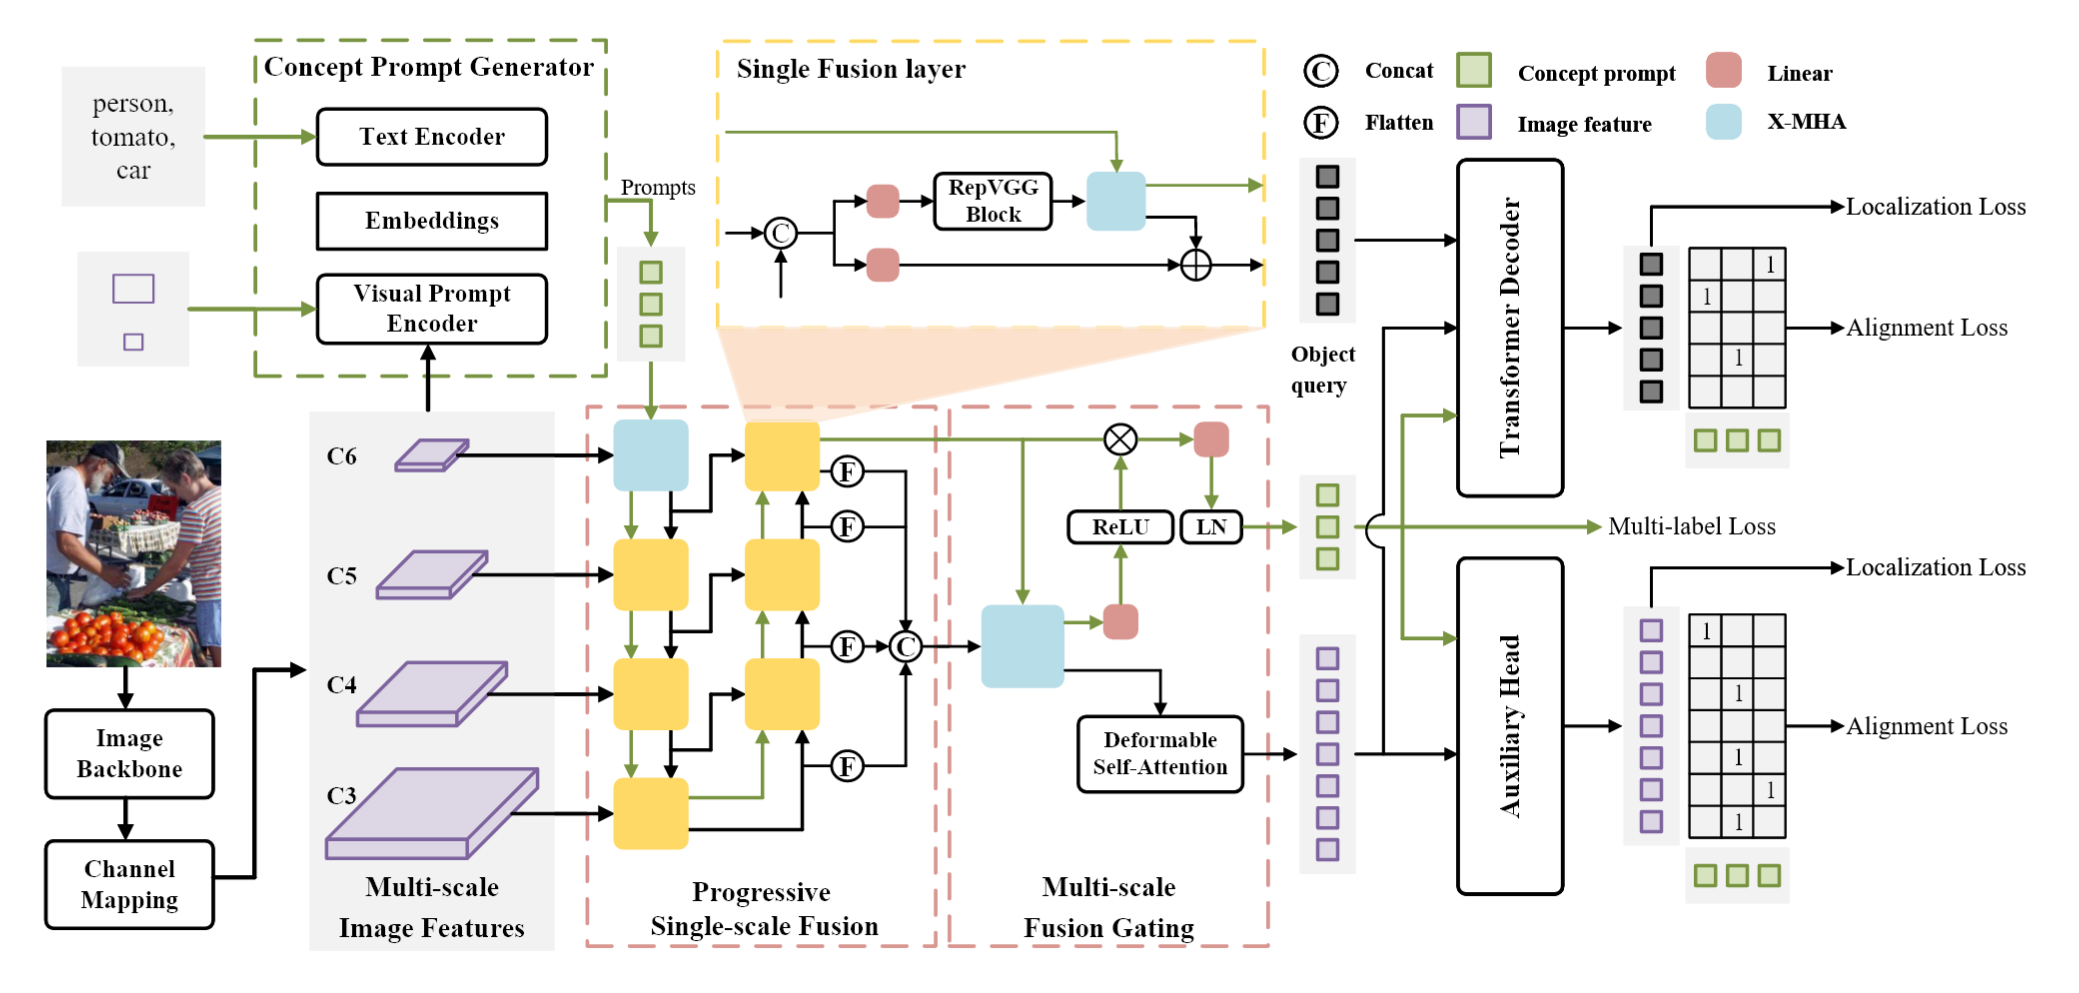 Concept Prompt Generator
person,
tomato,
car
Text Encoder
Embeddings
Visual Prompt
Encoder
Prompts
Single Fusion layer
C
RepVGG
Block
C Concat
F Flatten
Concept prompt
Image feature
Linear
X-MHA
Object
query
Transformer Decoder
Localization Loss
1
1
1
Alignment Loss
Multi-label Loss
C6
C5
C4
C3
Multi-scale
Image Features
Image
Backbone
Channel
Mapping
F
F
F
C
F
Progressive
Single-scale Fusion
ReLU
LN
Deformable
Self-Attention
Multi-scale
Fusion Gating
Auxiliary Head
Localization Loss
1
1
1
1
1
Alignment Loss